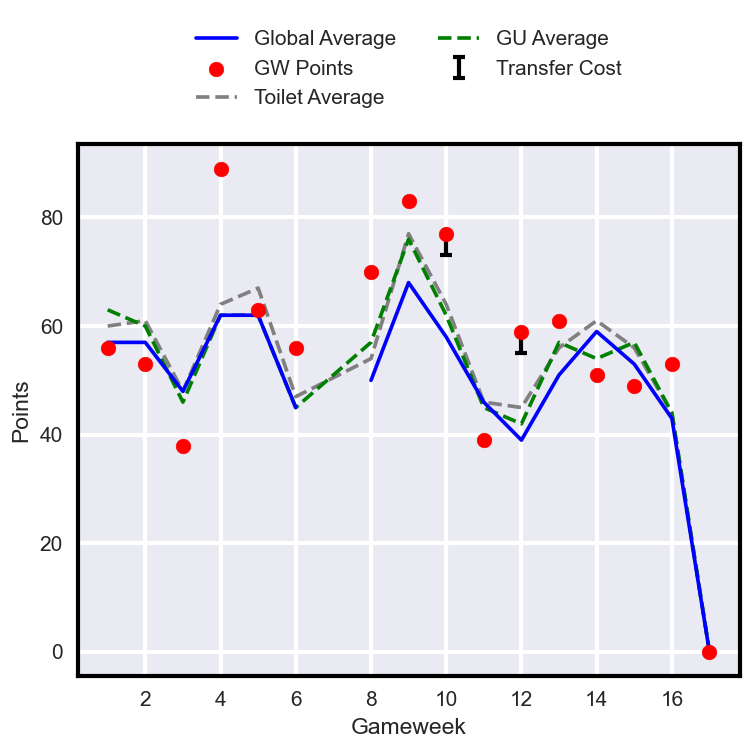 Global Average
GW Points
Toilet Average
GU Average
Transfer Cost
Points
80
60
40
20
0
2 4 6 8 10 12 14 16
Gameweek